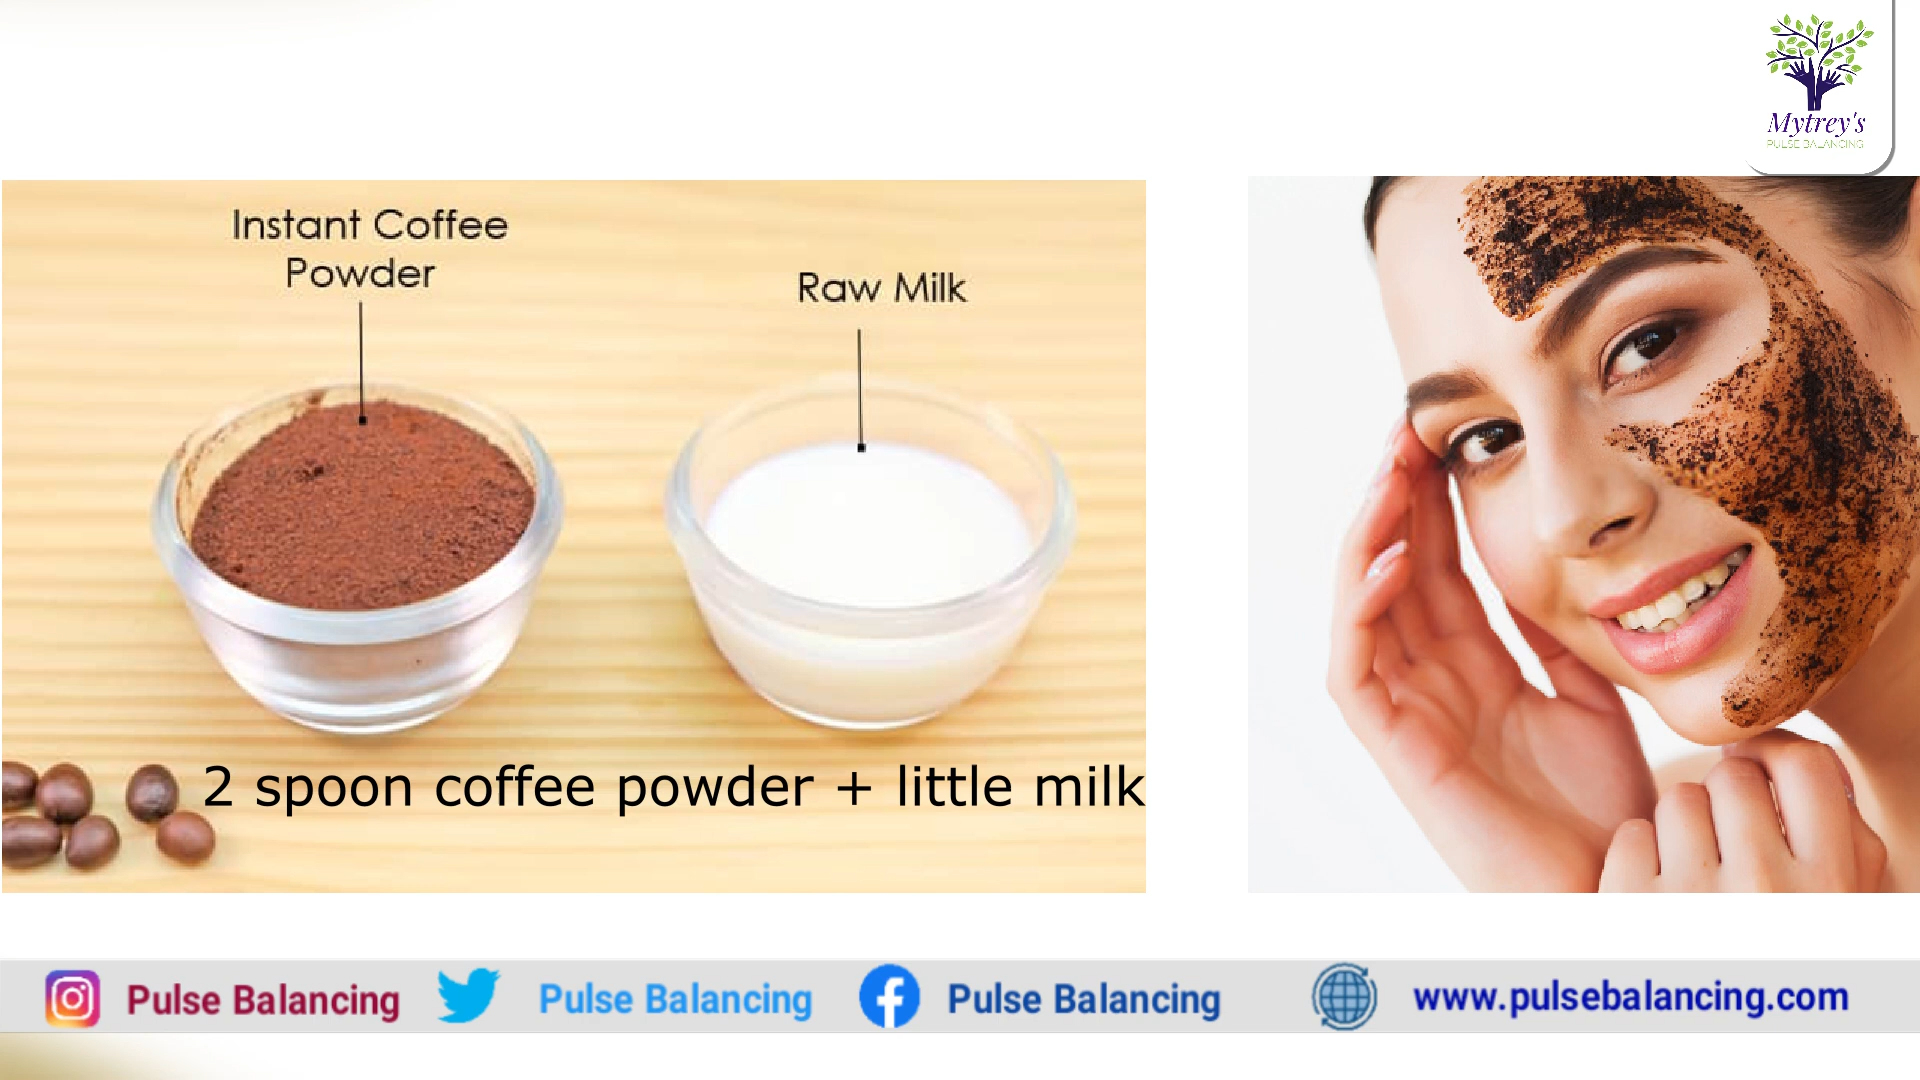 Mytrey's
PULSE BALANCING
Instant Coffee
Powder
Raw Milk
2 spoon coffee powder + little milk
Pulse Balancing
Pulse Balancing
Pulse Balancing
www.pulsebalancing.com